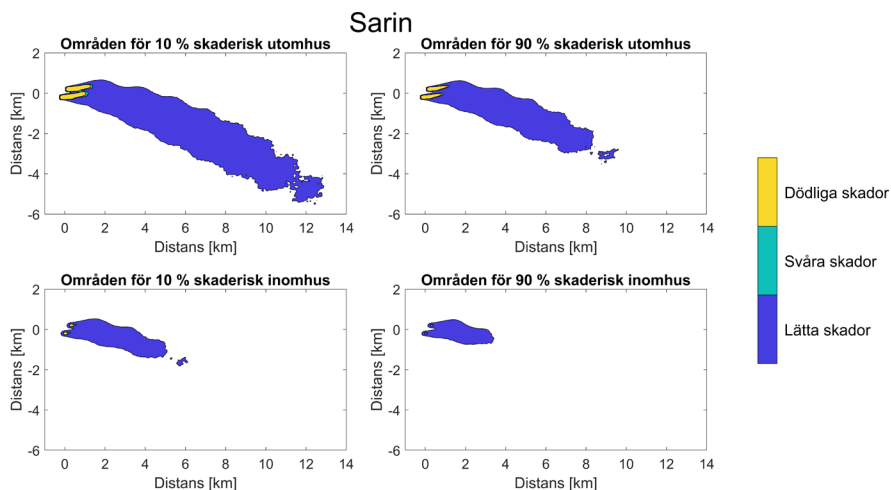 Sarin
Områden för 10 % skaderisk utomhus
2
0
-2
-4
-6
Distans [km]
0 2 4 6 8 10 12 14
Distans [km]
Områden för 90 % skaderisk utomhus
2
0
-2
-4
-6
Distans [km]
0 2 4 6 8 10 12 14
Distans [km]
Områden för 10 % skaderisk inomhus
2
0
-2
-4
-6
Distans [km]
0 2 4 6 8 10 12 14
Distans [km]
Områden för 90 % skaderisk inomhus
2
0
-2
-4
-6
Distans [km]
0 2 4 6 8 10 12 14
Distans [km]
Dödliga skador
Svåra skador
Lätta skador